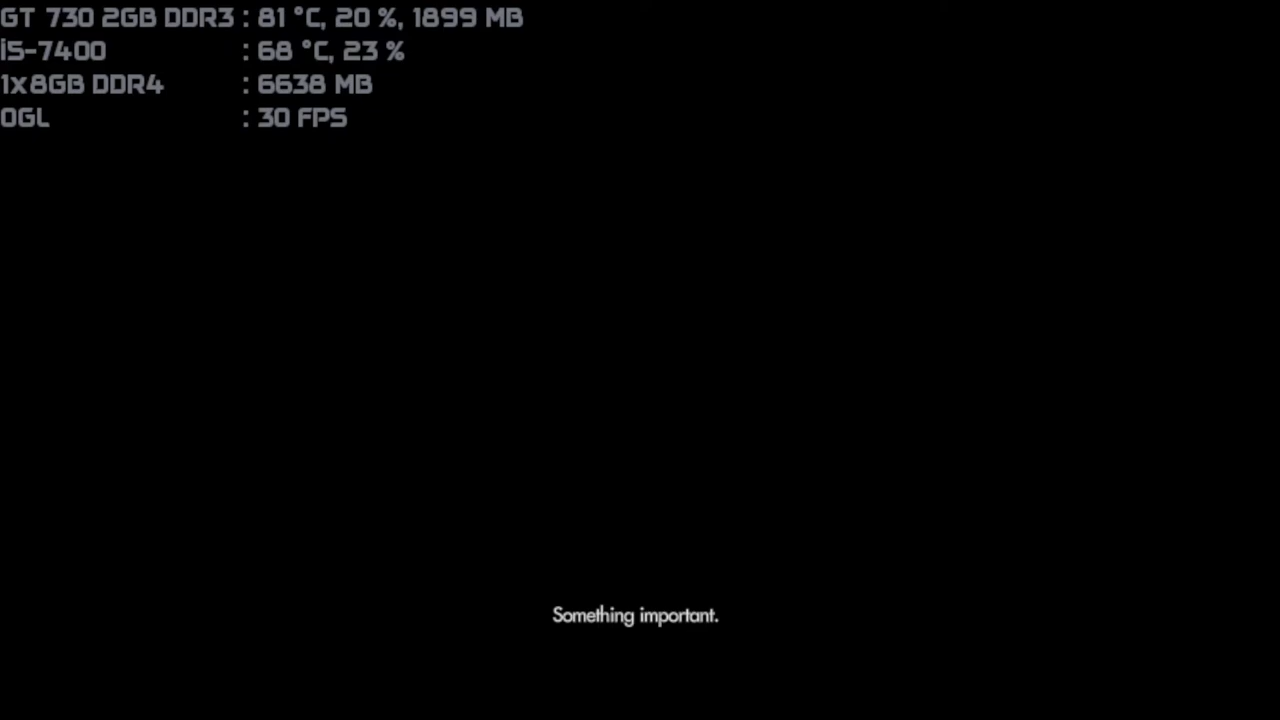 GT 730 2GB DDR3 : 81 °C, 20 %, 1899 MB
i5-7400 : 68 °C, 23 %
1x8GB DDR4 : 6638 MB
OGL : 30 FPS
Something important.